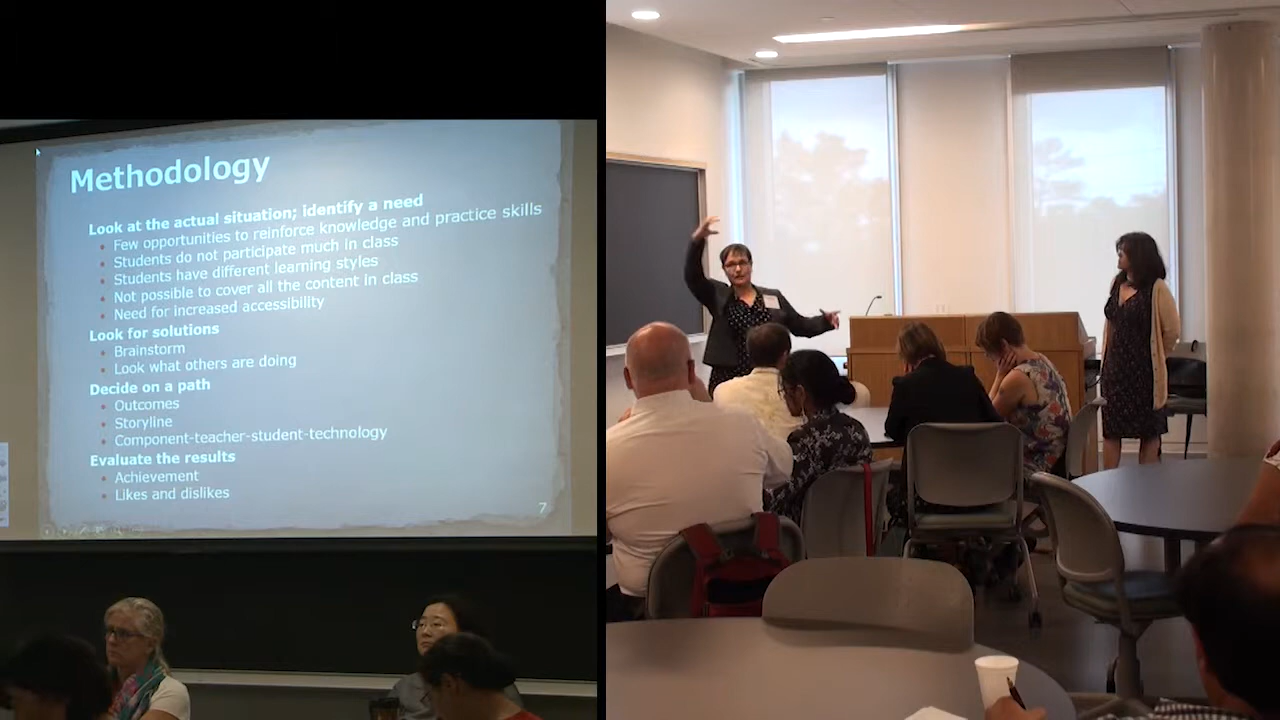 Methodology
Look at the actual situation; identify a need
Few opportunities to reinforce knowledge and practice skills
Students do not participate much in class
Students have different learning styles
Not possible to cover all the content in class
Need for increased accessibility
Look for solutions
Brainstorm
Look what others are doing
Decide on a path
Outcomes
Storyline
Component-teacher-student-technology
Evaluate the results
Achievement
Likes and dislikes
7